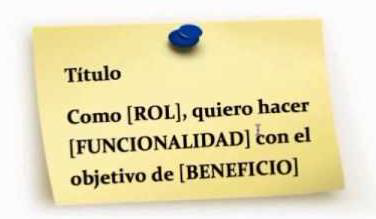 Título
Como [ROL], quiero hacer
[FUNCIONALIDAD] con el
objetivo de [BENEFICIO]